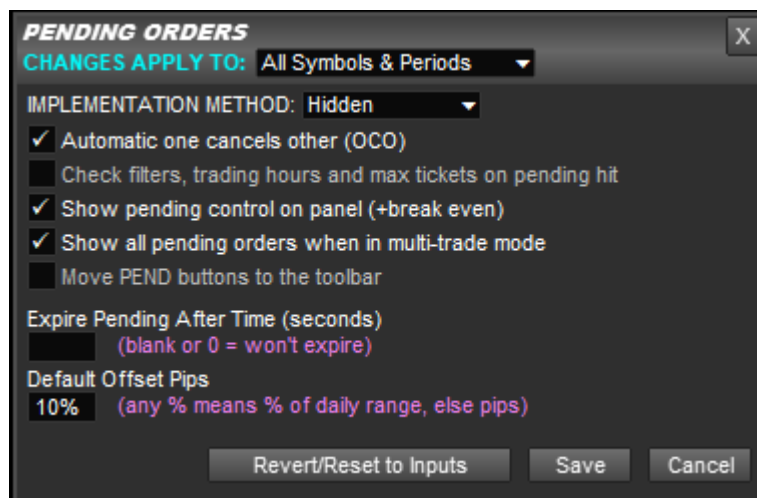 PENDING ORDERS
X
CHANGES APPLY TO: All Symbols & Periods
IMPLEMENTATION METHOD: Hidden
Automatic one cancels other (OCO)
Check filters, trading hours and max tickets on pending hit
Show pending control on panel (+break even)
Show all pending orders when in multi-trade mode
Move PEND buttons to the toolbar
Expire Pending After Time (seconds)
(blank or 0 = won't expire)
Default Offset Pips
10% (any % means % of daily range, else pips)
Revert/Reset to Inputs Save Cancel